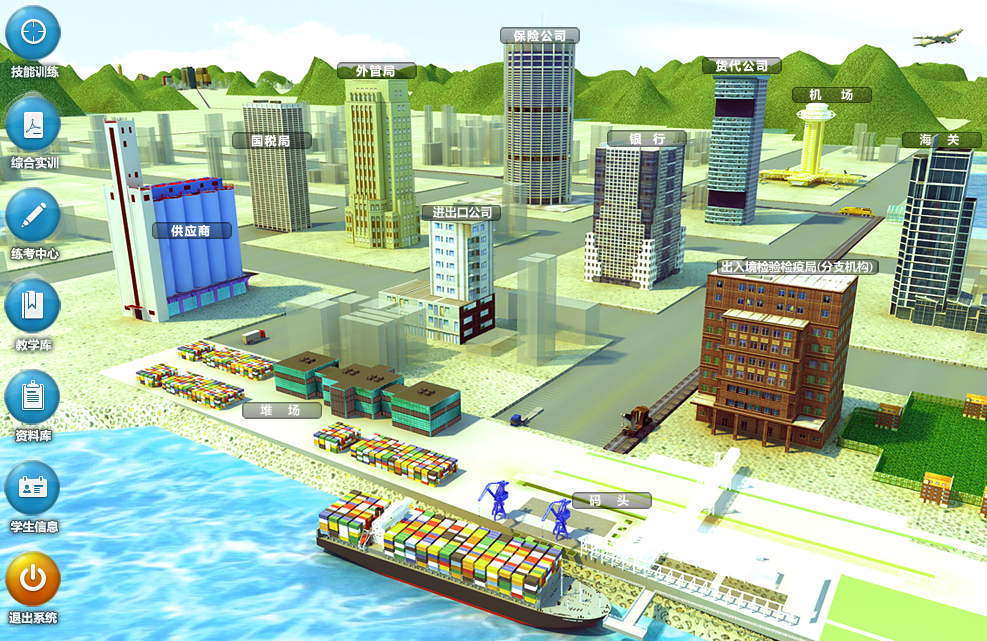 技能训练
综合实训
练考中心
教学库
资料库
学生信息
退出系统
保险公司
外管局
货代公司
机 场
国税局
银 行
海 关
进出口公司
供应商
出入境检验检疫局(分支机构)
堆 场
码 头